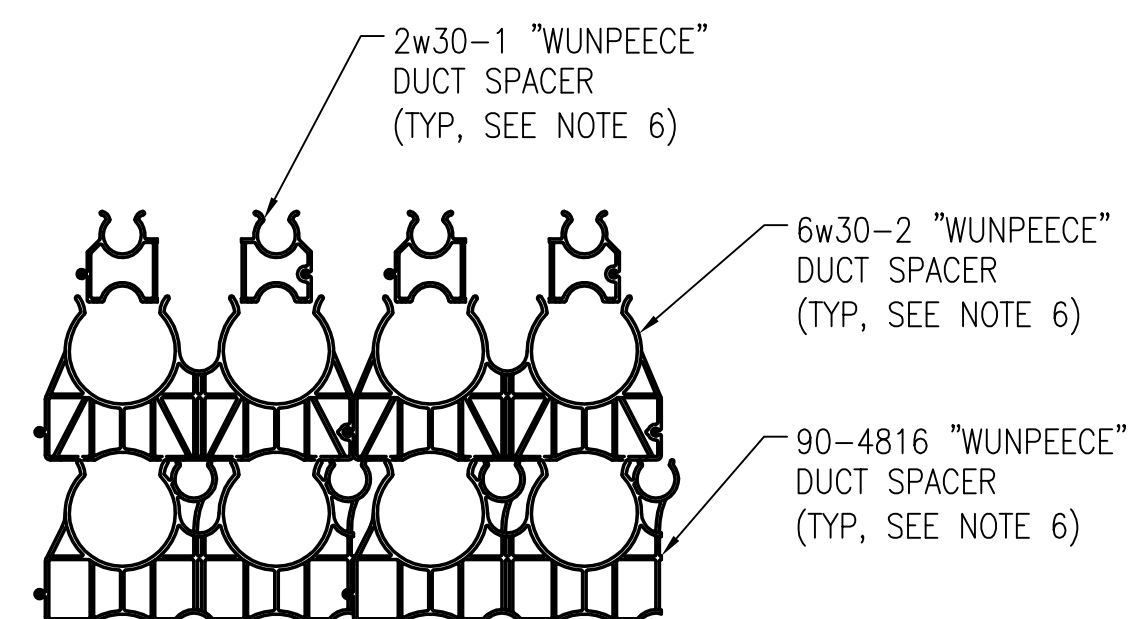 2w30-1 "WUNPEECE"
DUCT SPACER
(TYP, SEE NOTE 6)
6w30-2 "WUNPEECE"
DUCT SPACER
(TYP, SEE NOTE 6)
90-4816 "WUNPEECE"
DUCT SPACER
(TYP, SEE NOTE 6)